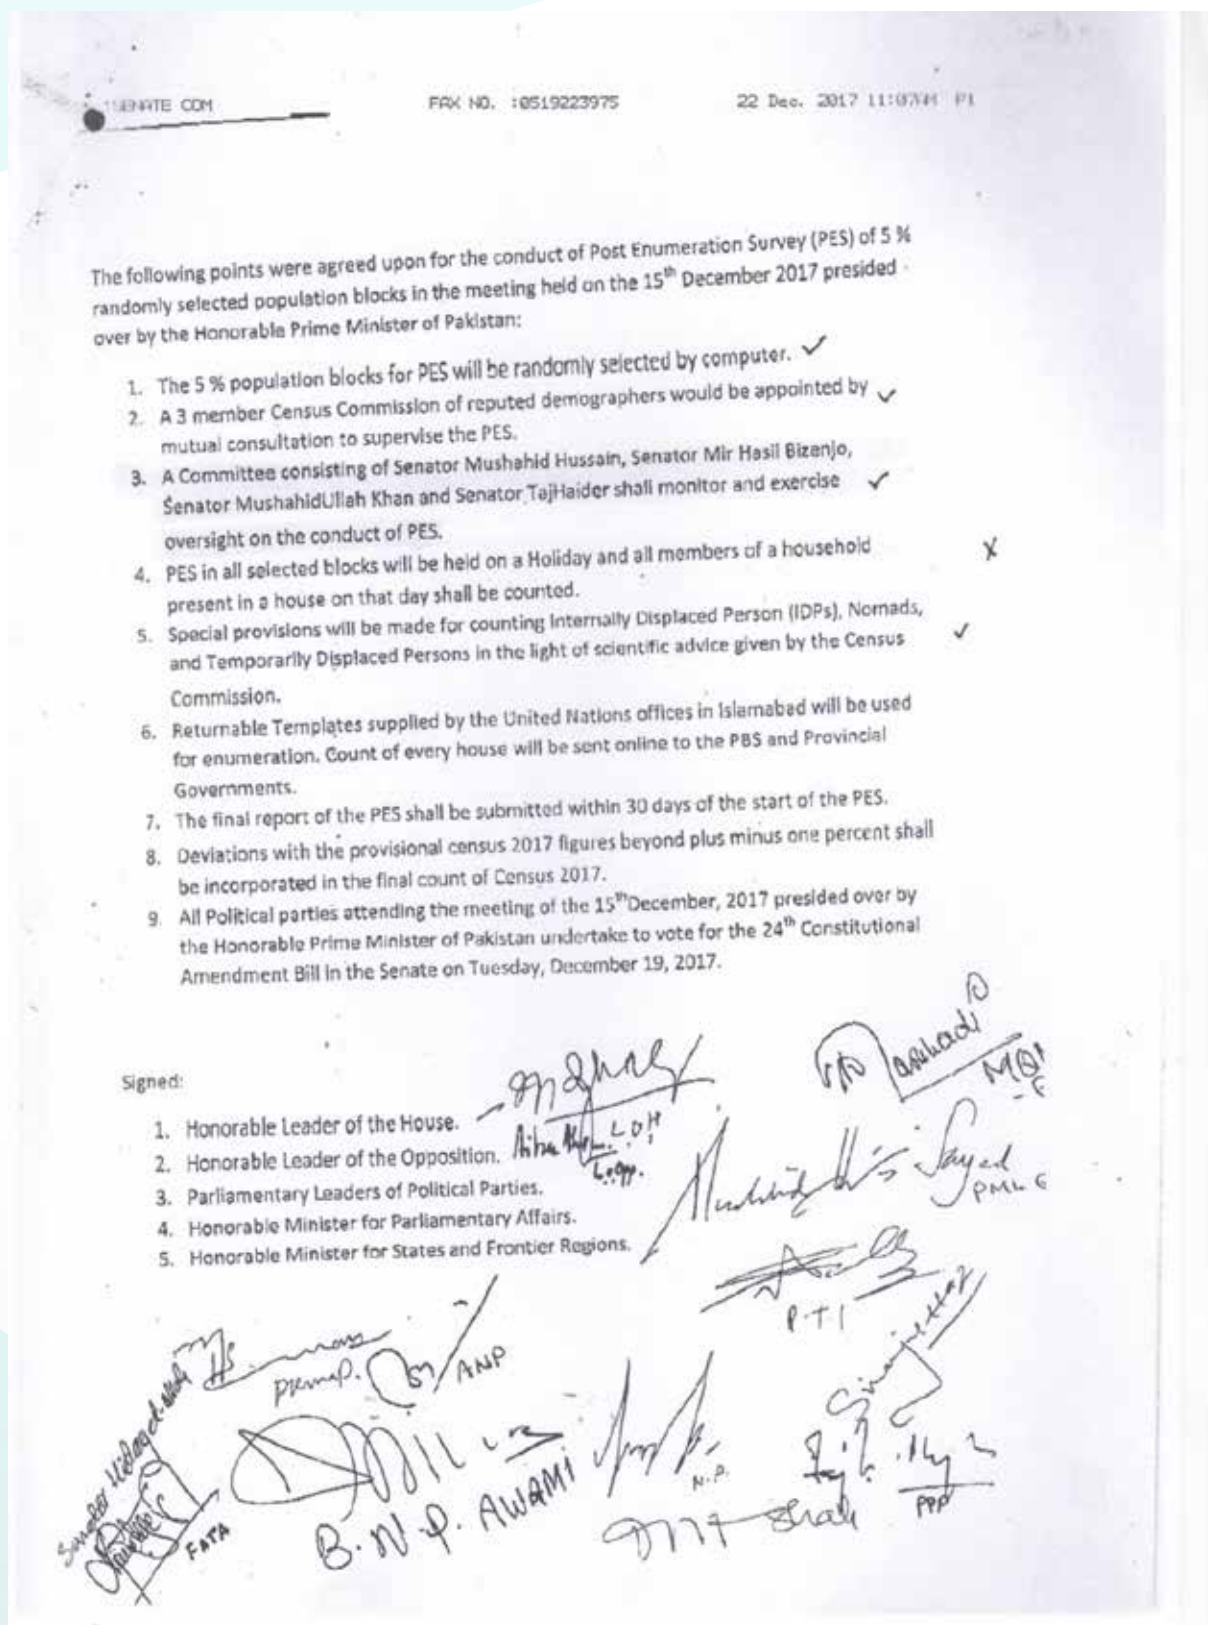 SENATE COM FAX NO. :0519223975 22 Dec. 2017 11:07AM P1
The following points were agreed upon for the conduct of Post Enumeration Survey (PES) of 5 %
randomly selected population blocks in the meeting held on the 15th December 2017 presided
over by the Honorable Prime Minister of Pakistan:
1. The 5 % population blocks for PES will be randomly selected by computer. ✓
2. A 3 member Census Commission of reputed demographers would be appointed by ✓
mutual consultation to supervise the PES.
3. A Committee consisting of Senator Mushahid Hussain, Senator Mir Hasil Bizenjo,
Senator MushahidUllah Khan and Senator TajHaider shall monitor and exercise ✓
oversight on the conduct of PES.
4. PES in all selected blocks will be held on a Holiday and all members of a household X
present in a house on that day shall be counted.
5. Special provisions will be made for counting Internally Displaced Person (IDPs), Nomads,
and Temporarily Displaced Persons in the light of scientific advice given by the Census ✓
Commission.
6. Returnable Templates supplied by the United Nations offices in Islamabad will be used
for enumeration. Count of every house will be sent online to the PBS and Provincial
Governments.
7. The final report of the PES shall be submitted within 30 days of the start of the PES.
8. Deviations with the provisional census 2017 figures beyond plus minus one percent shall
be incorporated in the final count of Census 2017.
9. All Political parties attending the meeting of the 15th December, 2017 presided over by
the Honorable Prime Minister of Pakistan undertake to vote for the 24th Constitutional
Amendment Bill in the Senate on Tuesday, December 19, 2017.
Signed:
1. Honorable Leader of the House.
L.O.H
2. Honorable Leader of the Opposition.
L.opp.
3. Parliamentary Leaders of Political Parties.
4. Honorable Minister for Parliamentary Affairs.
5. Honorable Minister for States and Frontier Regions.
Sayed
PML
P.T.I
ANP
N.P.
PPP
B.N.P. AWAMI
Shah
FATA